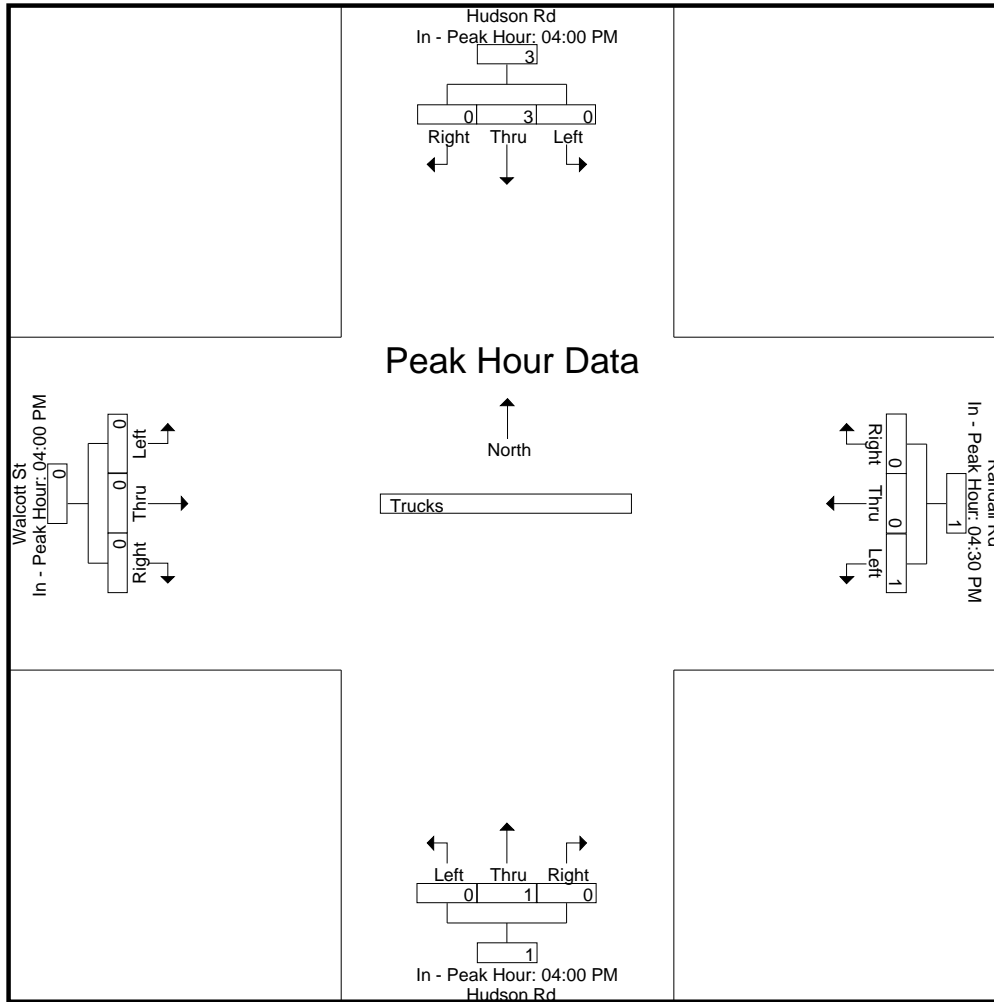 Hudson Rd
In - Peak Hour: 04:00 PM
3
0 3 0
Right Thru Left
Peak Hour Data
North
Trucks
Walcott St
In - Peak Hour: 04:00 PM
0
0 0 0
Left Thru Right
In - Peak Hour: 04:30 PM
1
0 0 1
Right Thru Left
Left Thru Right
0 1 0
1
In - Peak Hour: 04:00 PM
Hudson Rd